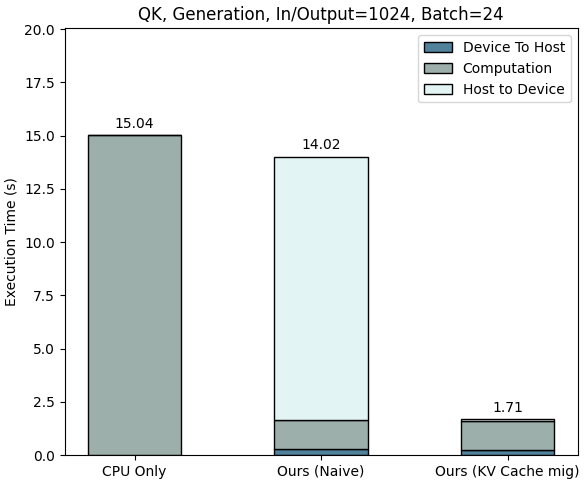 QK, Generation, In/Output=1024, Batch=24
Device To Host
Computation
Host to Device
Execution Time (s)
20.0
17.5
15.0
12.5
10.0
7.5
5.0
2.5
0.0
15.04
14.02
1.71
CPU Only
Ours (Naive)
Ours (KV Cache mig)